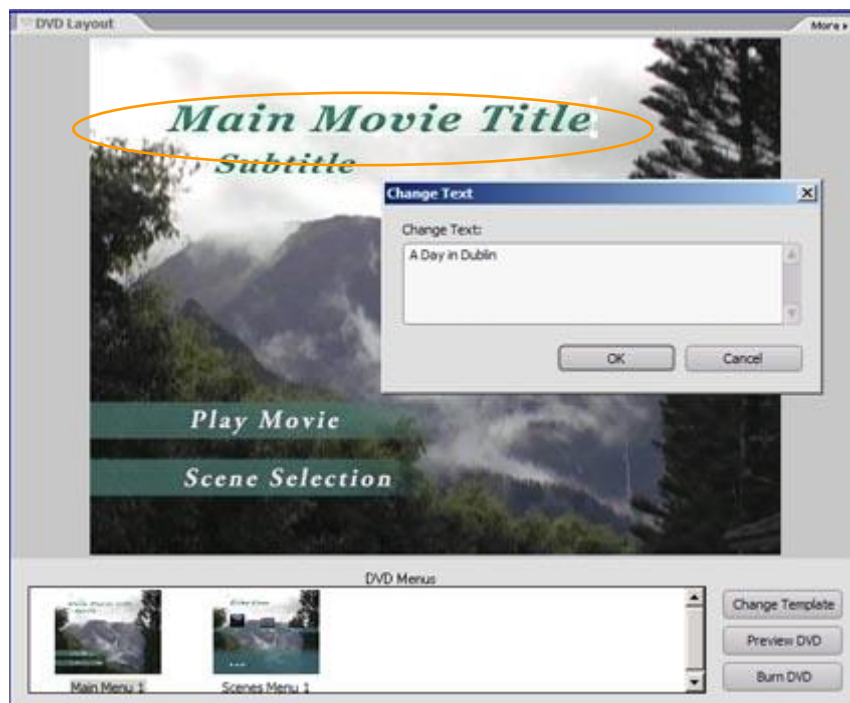 DVD Layout
More
Main Movie Title
Subtitle
Change Text
Change Text:
A Day in Dublin
OK Cancel
Play Movie
Scene Selection
DVD Menus
Main Menu 1 Scenes Menu 1
Change Template
Preview DVD
Burn DVD